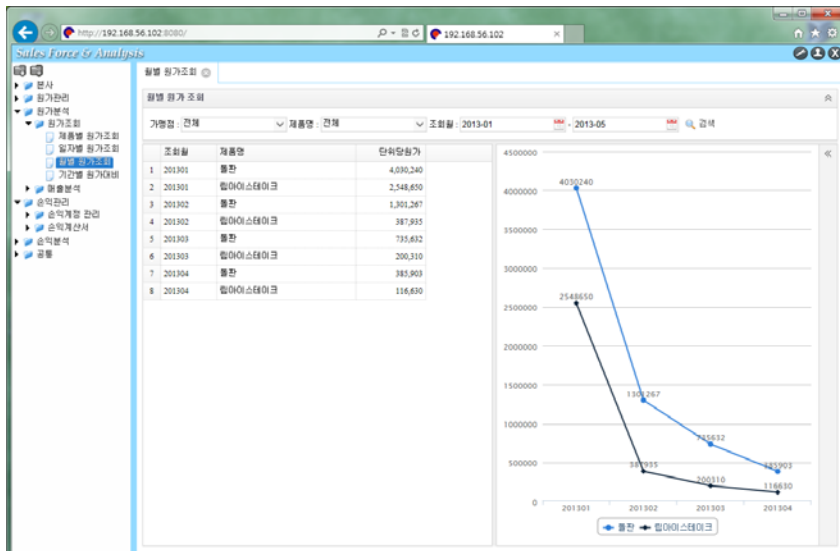 http://192.168.56.102:8080/
192.168.56.102
Sales Force & Analysis
본사
원가관리
원가분석
원가조회
제품별 원가조회
일자별 원가조회
월별 원가조회
기간별 원가대비
매출분석
손익관리
손익계정 관리
손익계산서
손익분석
공통
월별 원가조회
월별 원가 조회
가맹점 : 전체 제품명 : 전체 조회월 : 2013-01 - 2013-05 검색
조회월 제품명 단위당원가
1 201301 돌판 4,030,240
2 201301 립아이스테이크 2,548,650
3 201302 돌판 1,301,267
4 201302 립아이스테이크 387,935
5 201303 돌판 735,632
6 201303 립아이스테이크 200,310
7 201304 돌판 385,903
8 201304 립아이스테이크 116,630
4500000
4000000
3500000
3000000
2500000
2000000
1500000
1000000
500000
0
4030240
2548650
1301267
387935
735632
200310
385903
116630
201301 201302 201303 201304
돌판 립아이스테이크